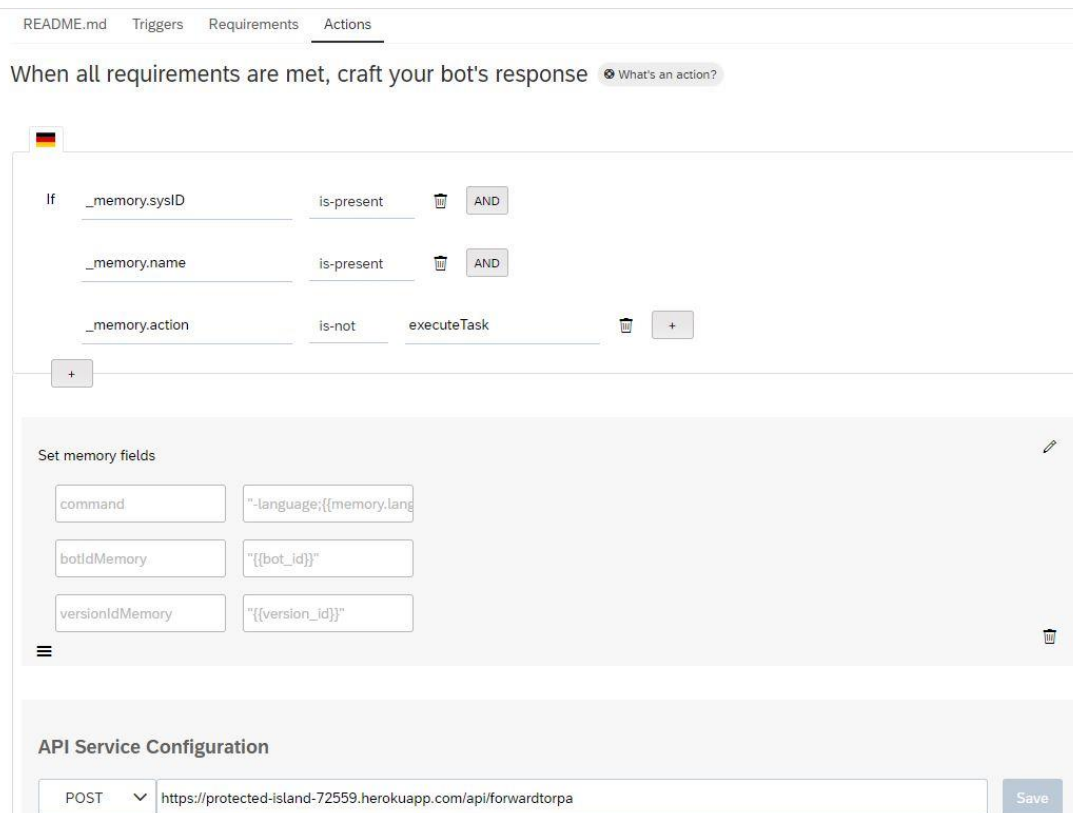 README.md Triggers Requirements Actions
When all requirements are met, craft your bot's response What's an action?
If _memory.sysID is-present AND
_memory.name is-present AND
_memory.action is-not executeTask +
+
Set memory fields
command "-language;{{memory.lang
botIdMemory "{{bot_id}}"
versionIdMemory "{{version_id}}"
API Service Configuration
POST https://protected-island-72559.herokuapp.com/api/forwardtorpa Save